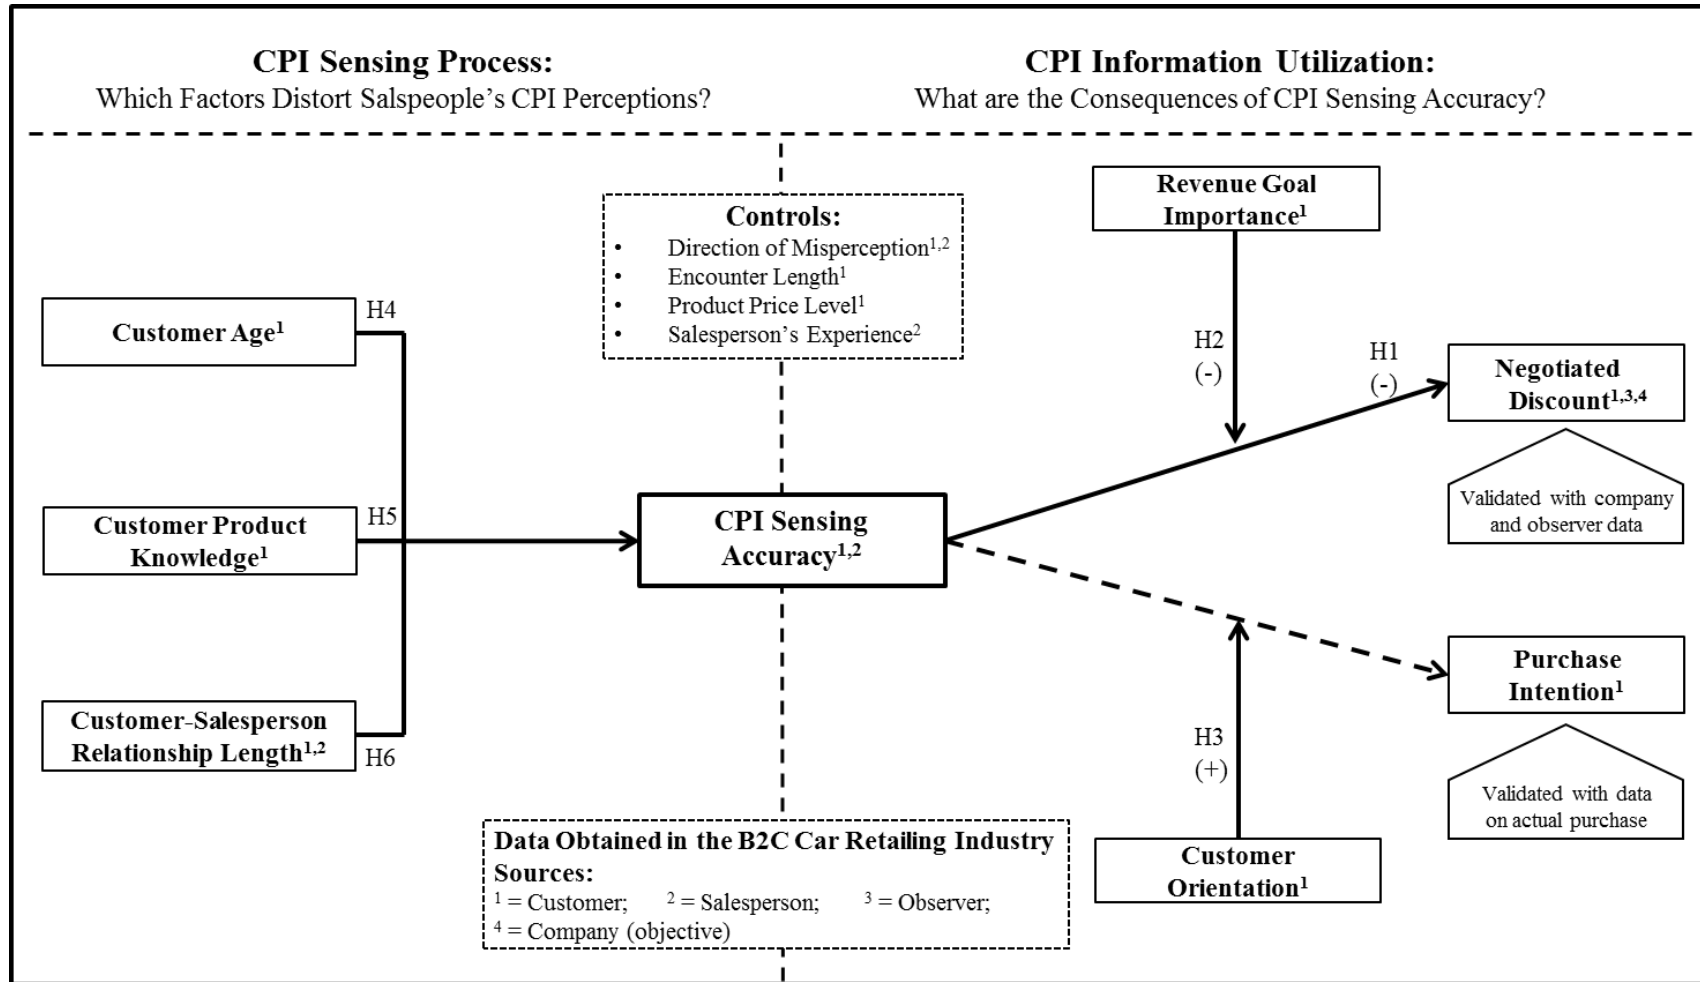 CPI Sensing Process:
Which Factors Distort Salspeople's CPI Perceptions?
CPI Information Utilization:
What are the Consequences of CPI Sensing Accuracy?
Controls:
• Direction of Misperception¹,²
• Encounter Length¹
• Product Price Level¹
• Salesperson's Experience²
Revenue Goal
Importance¹
Customer Age¹
H4
Customer Product
Knowledge¹
H5
Customer-Salesperson
Relationship Length¹,²
H6
CPI Sensing
Accuracy¹,²
H2
(-)
H1
(-)
Negotiated
Discount¹,³,⁴
Validated with company
and observer data
H3
(+)
Purchase
Intention¹
Validated with data
on actual purchase
Customer
Orientation¹
Data Obtained in the B2C Car Retailing Industry
Sources:
¹ = Customer; ² = Salesperson; ³ = Observer;
⁴ = Company (objective)